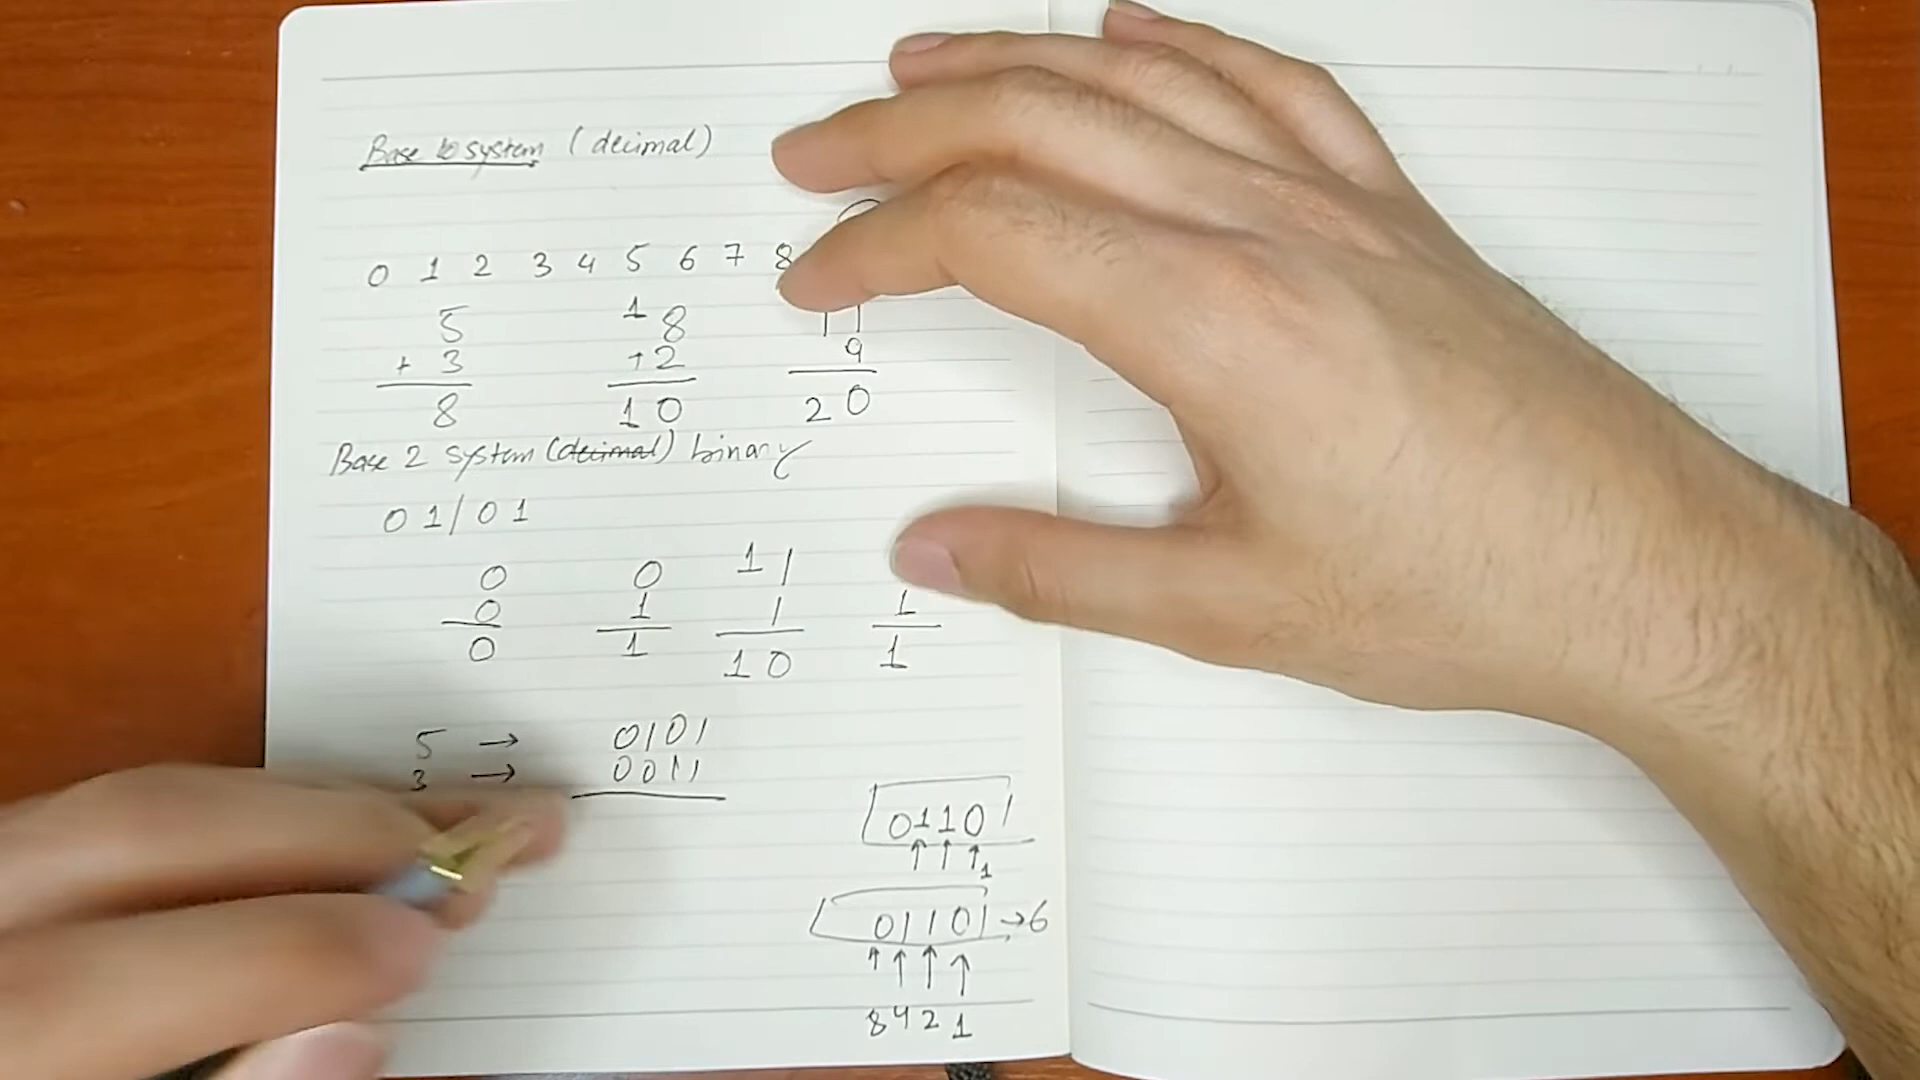 Base 10 system (decimal)
0 1 2 3 4 5 6 7 8
5 1 8 11
+ 3 +2 9
8 10 20
Base 2 system (decimal) binary
0 1 / 0 1
0 0 1 1
0 1 1 1
0 1 10 1
5 → 0101
3 → 0011
0110
1
0110 → 6
8 4 2 1